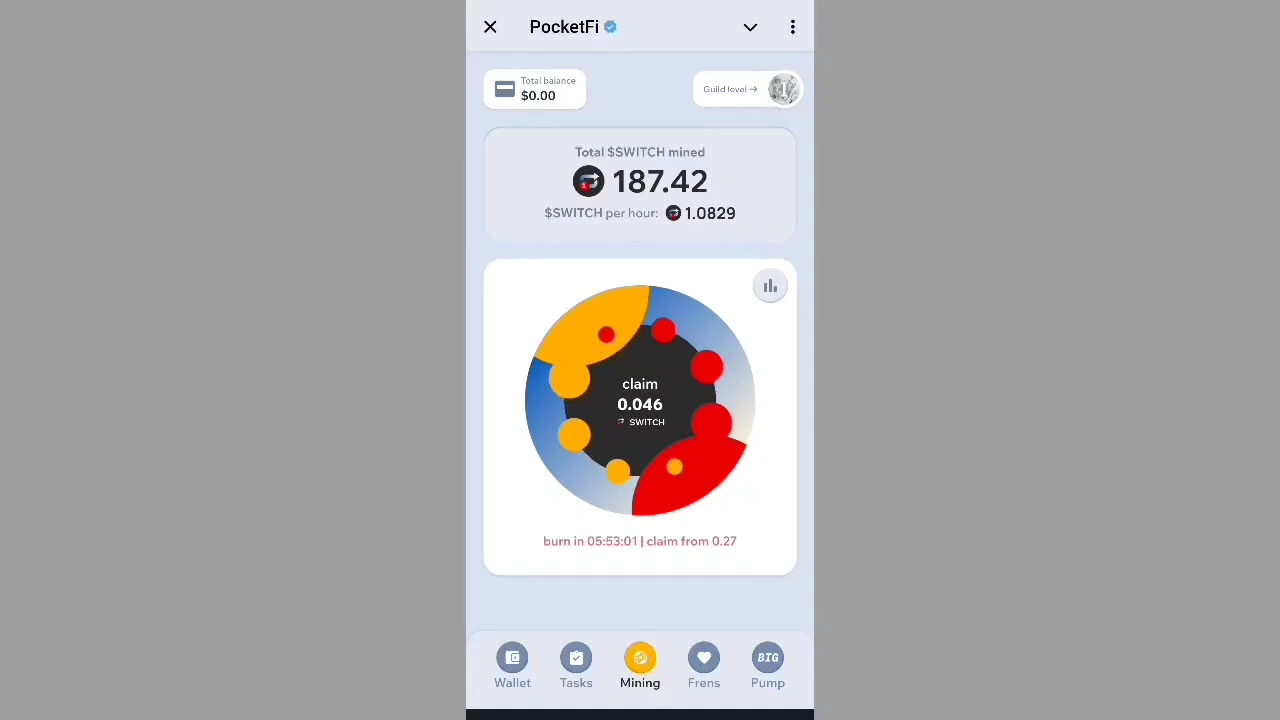 PocketFi
Total balance
$0.00
Guild level →
Total $SWITCH mined
187.42
$SWITCH per hour: 1.0829
claim
0.046
SWITCH
burn in 05:53:01 | claim from 0.27
Wallet
Tasks
Mining
Frens
BIG
Pump